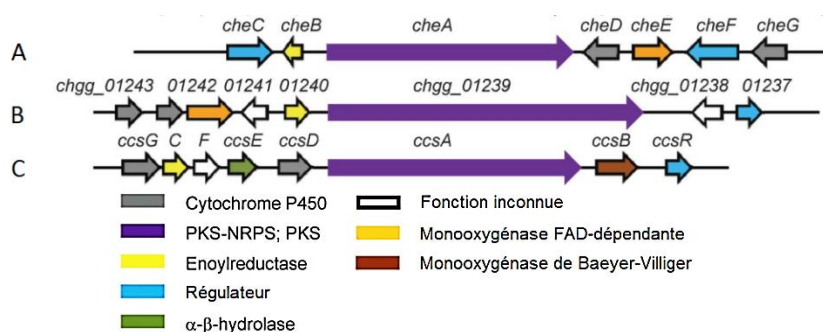 cheC cheB cheA cheD cheE cheF cheG
A
chgg_01243 01242 01241 01240 chgg_01239 chgg_01238 01237
B
ccsG C F ccsE ccsD ccsA ccsB ccsR
C
Cytochrome P450 Fonction inconnue
PKS-NRPS; PKS Monooxygénase FAD-dépendante
Enoylreductase Monooxygénase de Baeyer-Villiger
Régulateur
α-β-hydrolase